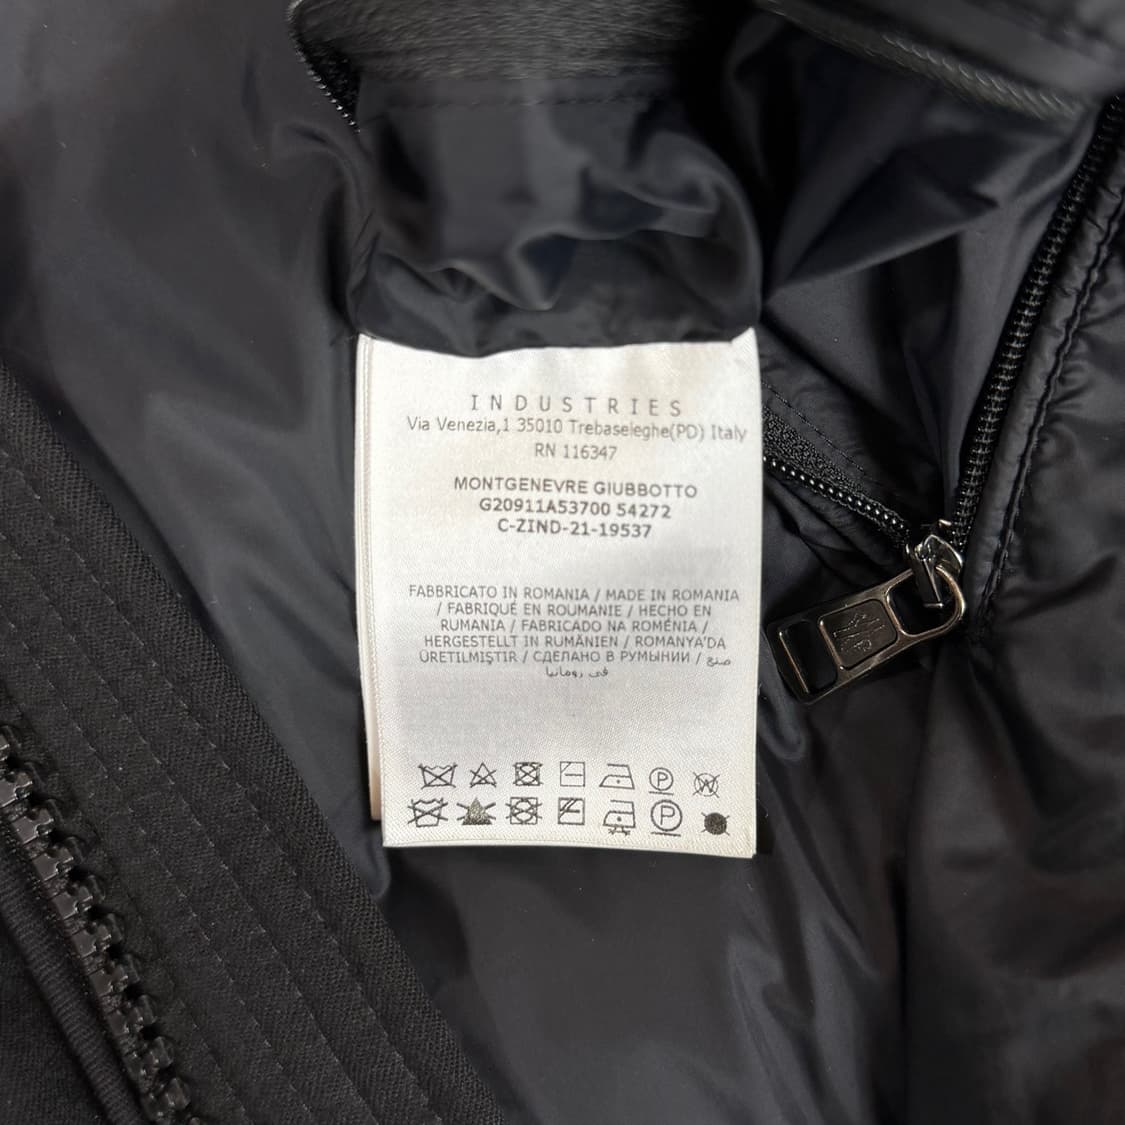 INDUSTRIES
Via Venezia,1 35010 Trebaseleghe(PD) Italy
RN 116347
MONTGENEVRE GIUBBOTTO
G20911A53700 54272
C-ZIND-21-19537
FABBRICATO IN ROMANIA / MADE IN ROMANIA
/ FABRIQUÉ EN ROUMANIE / HECHO EN
RUMANIA / FABRICADO NA ROMÉNIA /
HERGESTELLT IN RUMÄNIEN / ROMANYA'DA
ÜRETILMIŞTIR / СДЕЛАНО В РУМЫНИИ / صنع
في رومانيا
P W
P